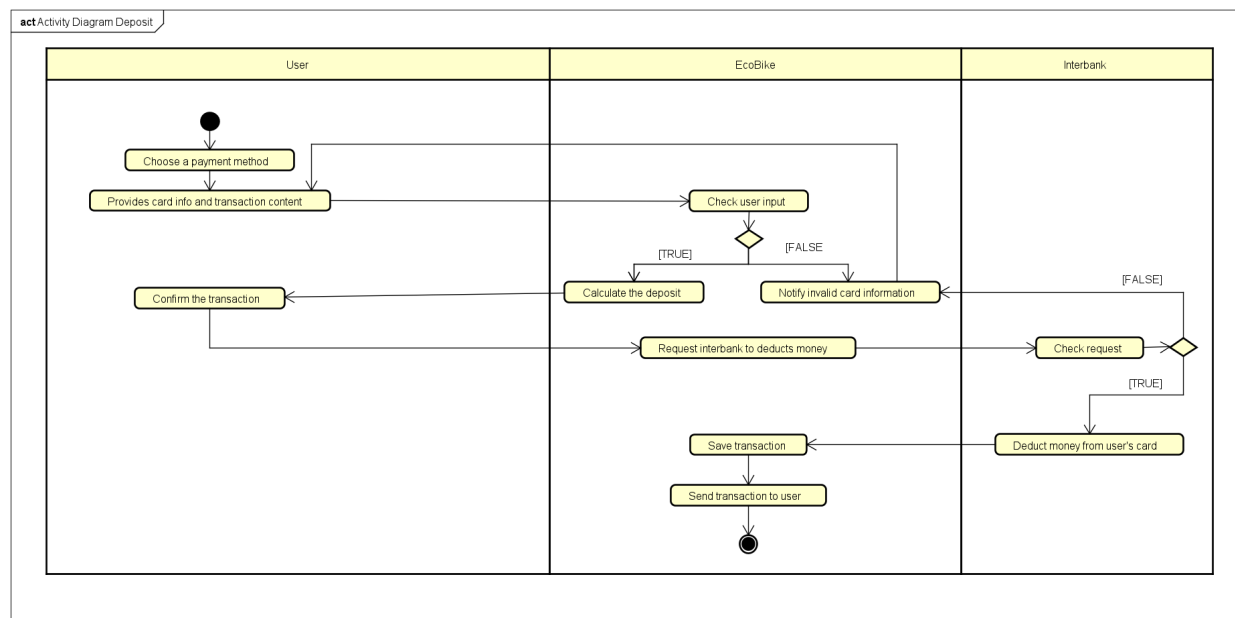 act Activity Diagram Deposit
User
EcoBike
Interbank
Choose a payment method
Provides card info and transaction content
Check user input
[TRUE]
[FALSE
[FALSE]
Confirm the transaction
Calculate the deposit
Notify invalid card information
Request interbank to deducts money
Check request
[TRUE]
Save transaction
Deduct money from user's card
Send transaction to user